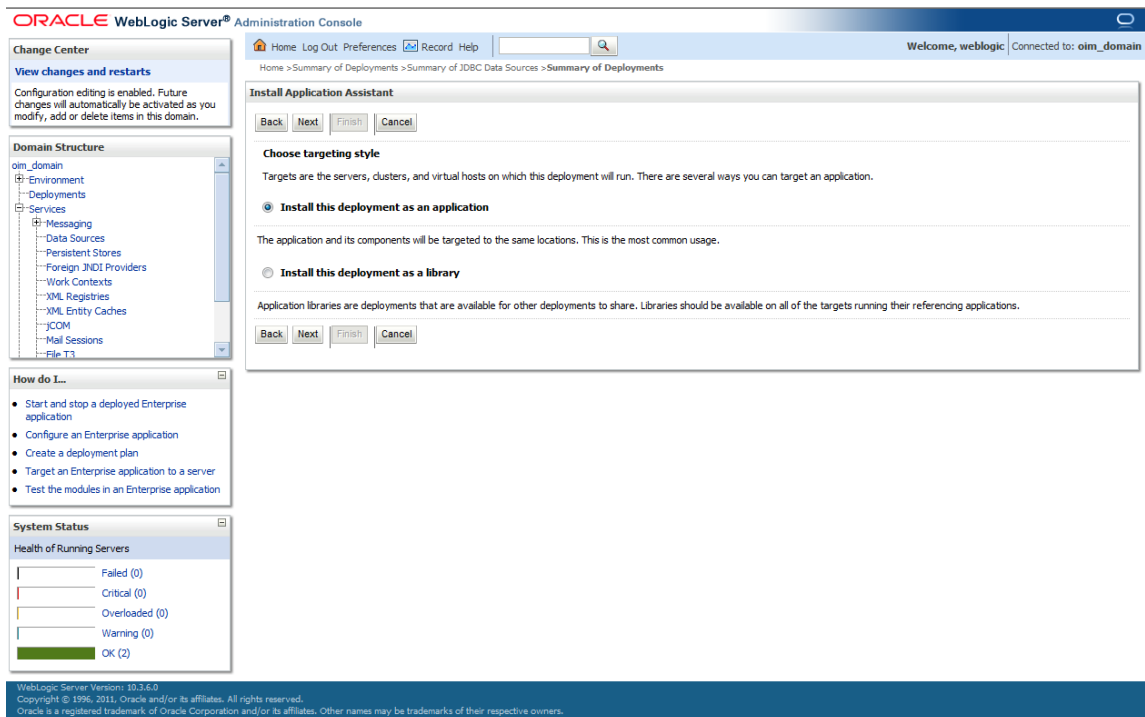 ORACLE WebLogic Server® Administration Console
Change Center
View changes and restarts
Configuration editing is enabled. Future
changes will automatically be activated as you
modify, add or delete items in this domain.
Domain Structure
oim_domain
Environment
Deployments
Services
Messaging
Data Sources
Persistent Stores
Foreign JNDI Providers
Work Contexts
XML Registries
XML Entity Caches
jCOM
Mail Sessions
File T3
How do I...
Start and stop a deployed Enterprise
application
Configure an Enterprise application
Create a deployment plan
Target an Enterprise application to a server
Test the modules in an Enterprise application
System Status
Health of Running Servers
Failed (0)
Critical (0)
Overloaded (0)
Warning (0)
OK (2)
Home Log Out Preferences Record Help
Welcome, weblogic Connected to: oim_domain
Home >Summary of Deployments >Summary of JDBC Data Sources >Summary of Deployments
Install Application Assistant
Back Next Finish Cancel
Choose targeting style
Targets are the servers, clusters, and virtual hosts on which this deployment will run. There are several ways you can target an application.
Install this deployment as an application
The application and its components will be targeted to the same locations. This is the most common usage.
Install this deployment as a library
Application libraries are deployments that are available for other deployments to share. Libraries should be available on all of the targets running their referencing applications.
Back Next Finish Cancel
WebLogic Server Version: 10.3.6.0
Copyright © 1996, 2011, Oracle and/or its affiliates. All rights reserved.
Oracle is a registered trademark of Oracle Corporation and/or its affiliates. Other names may be trademarks of their respective owners.